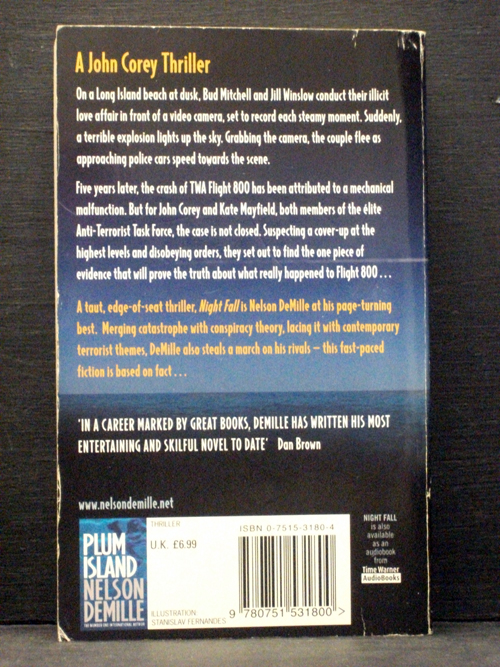 A John Corey Thriller
On a Long Island beach at dusk, Bud Mitchell and Jill Winslow conduct their illicit
love affair in front of a video camera, set to record each steamy moment. Suddenly,
a terrible explosion lights up the sky. Grabbing the camera, the couple flee as
approaching police cars speed towards the scene.
Five years later, the crash of TWA Flight 800 has been attributed to a mechanical
malfunction. But for John Corey and Kate Mayfield, both members of the élite
Anti-Terrorist Task Force, the case is not closed. Suspecting a cover-up at the
highest levels and disobeying orders, they set out to find the one piece of
evidence that will prove the truth about what really happened to Flight 800 . . .
A taut, edge-of-seat thriller, Night Fall is Nelson DeMille at his page-turning
best. Merging catastrophe with conspiracy theory, lacing it with contemporary
terrorist themes, DeMille also steals a march on his rivals – this fast-paced
fiction is based on fact . . .
'IN A CAREER MARKED BY GREAT BOOKS, DEMILLE HAS WRITTEN HIS MOST
ENTERTAINING AND SKILFUL NOVEL TO DATE' Dan Brown
www.nelsondemille.net
PLUM
ISLAND
NELSON
DEMILLE
THE NUMBER ONE INTERNATIONAL AUTHOR
THRILLER
U.K. £6.99
ILLUSTRATION:
STANISLAV FERNANDES
ISBN 0-7515-3180-4
9 780751 531800 >
NIGHT FALL
is also
available
as an
audiobook
from
Time Warner
AudioBooks